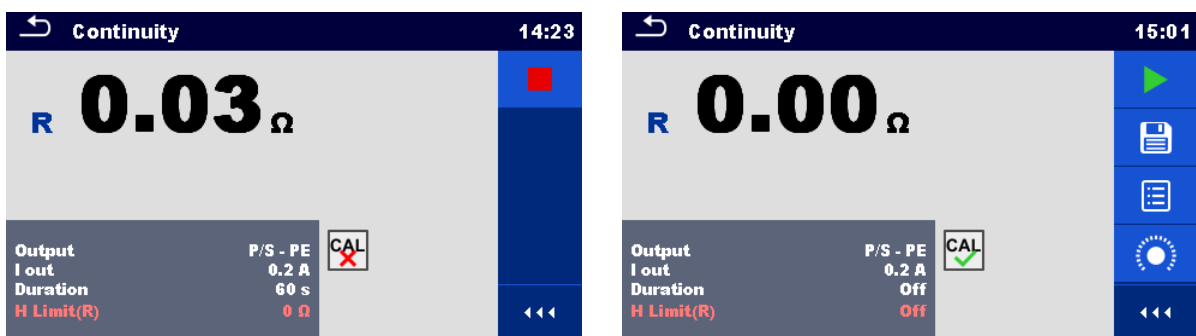 Continuity 14:23
R 0.03 Ω
Output P/S - PE
I out 0.2 A
Duration 60 s
H Limit(R) 0 Ω
CAL
Continuity 15:01
R 0.00 Ω
Output P/S - PE
I out 0.2 A
Duration Off
H Limit(R) Off
CAL